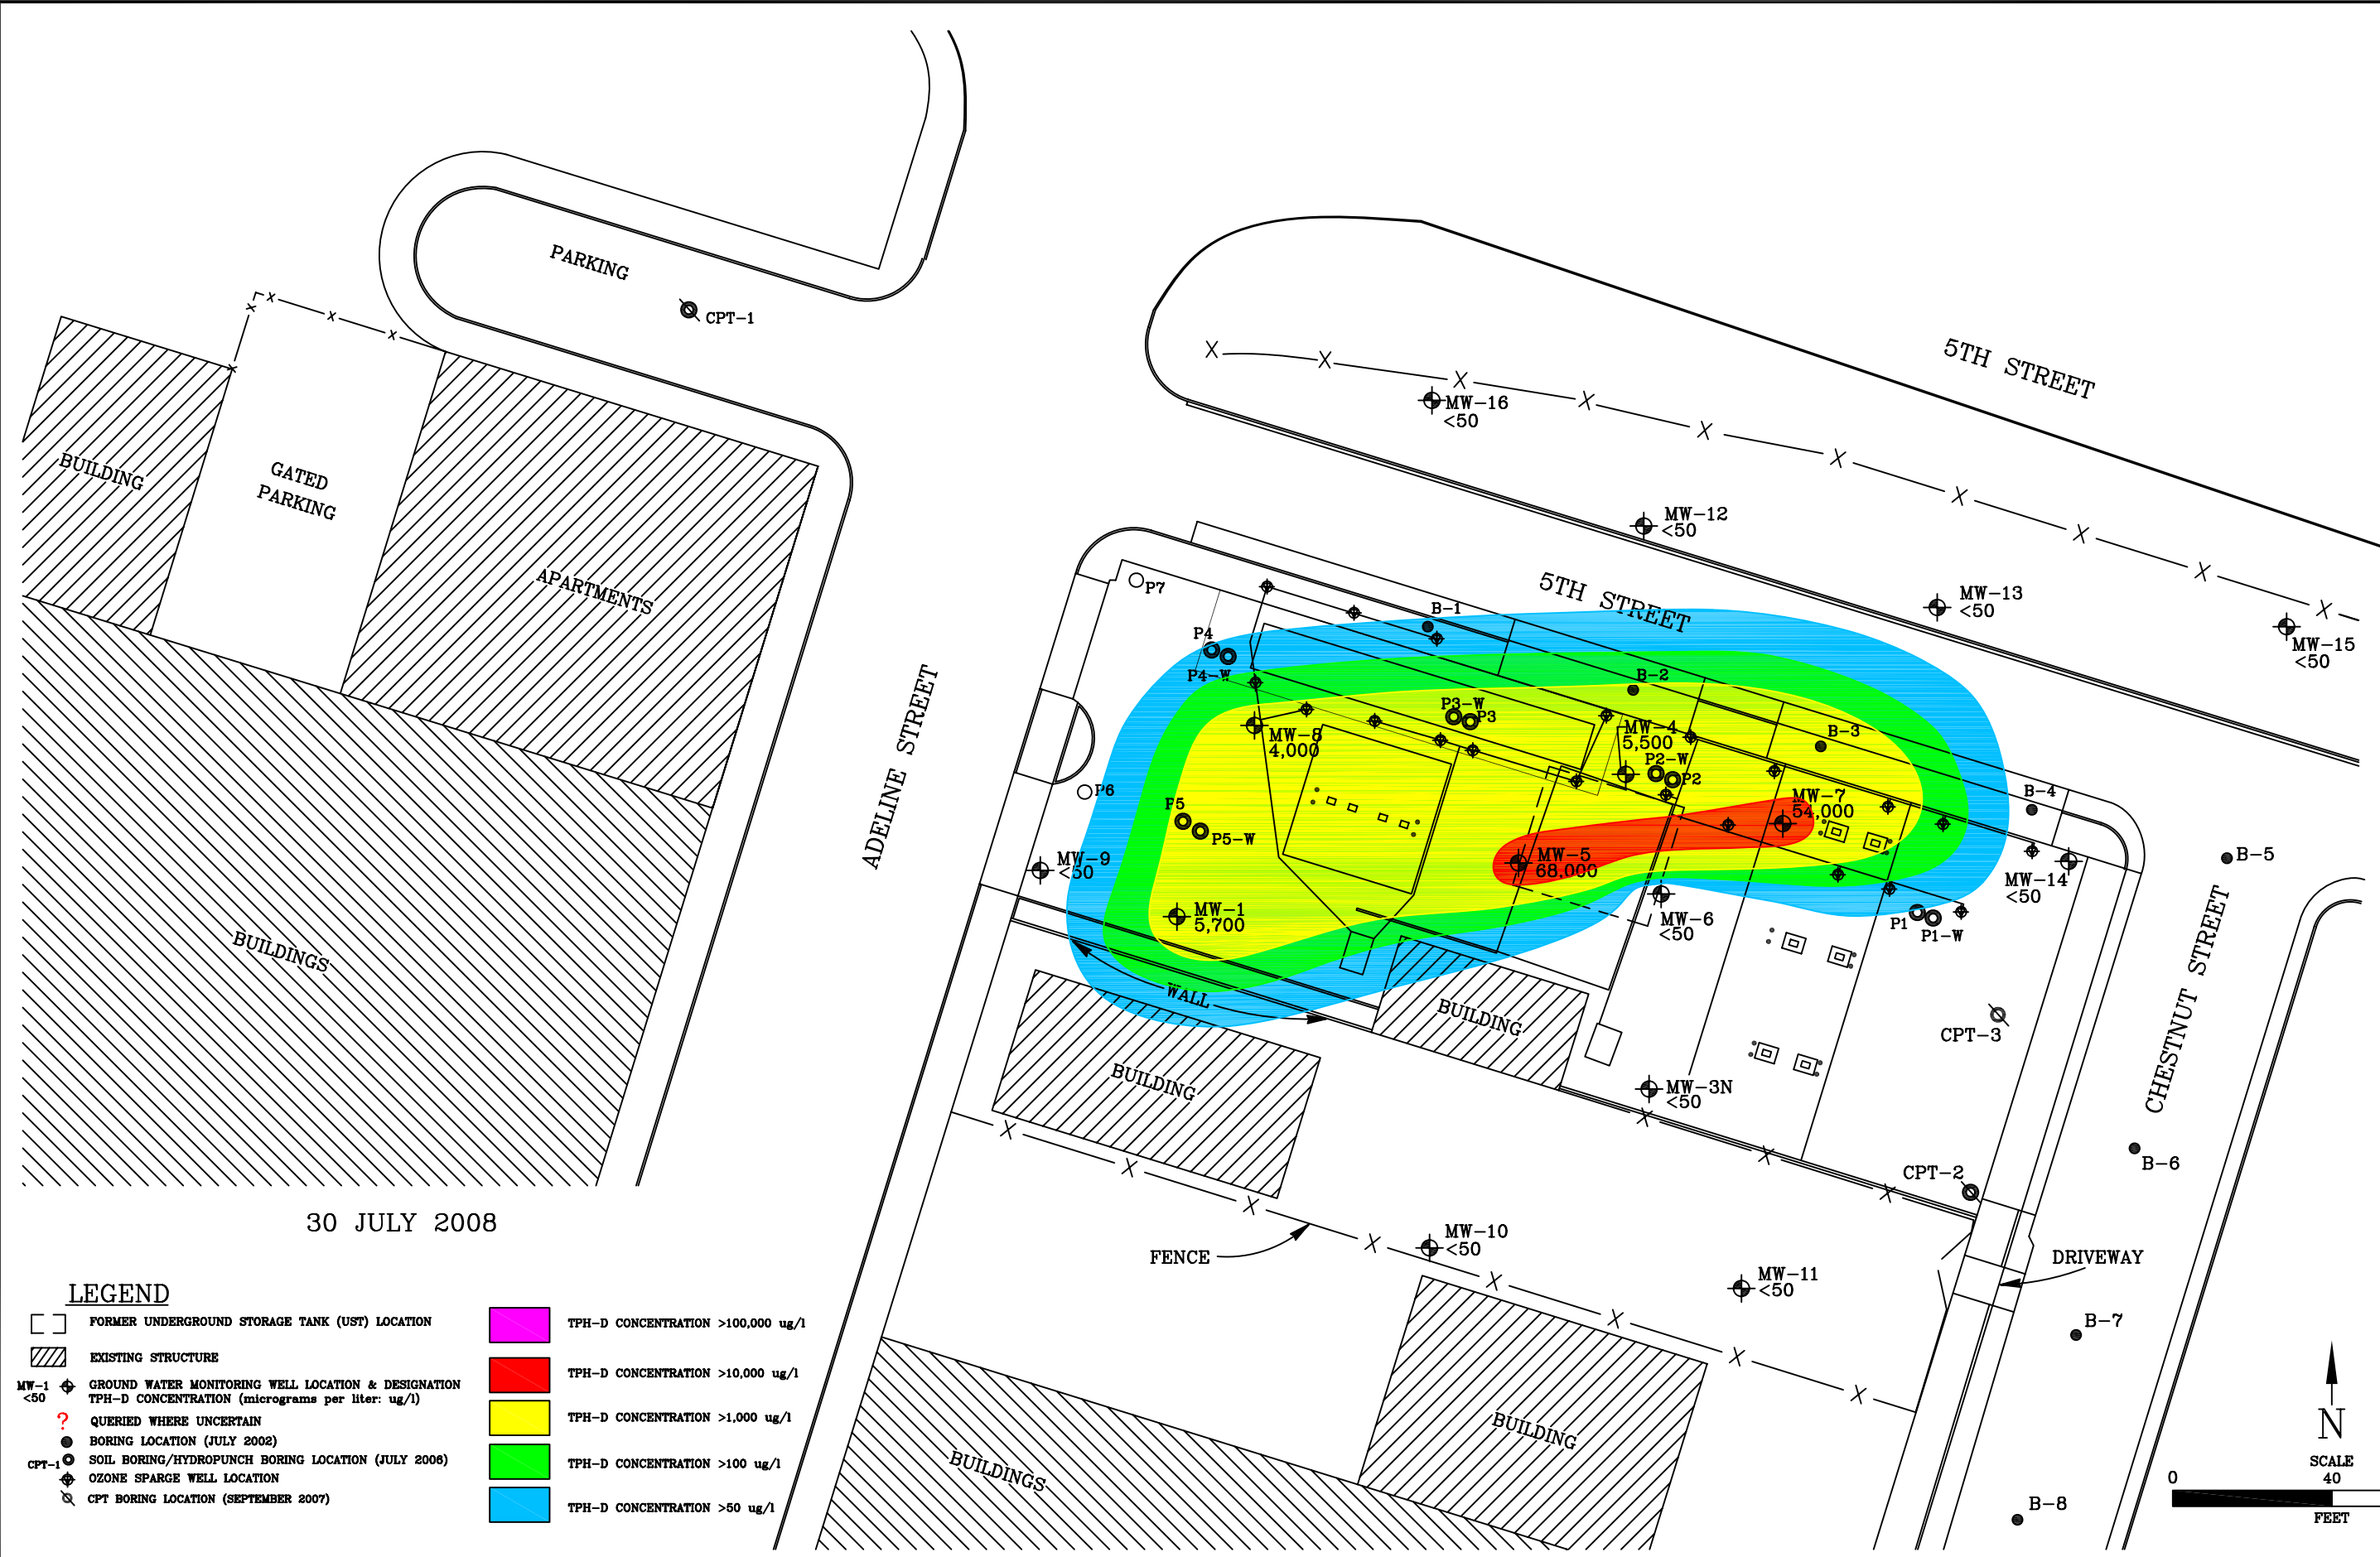 PARKING
CPT-1
5TH STREET
MW-16
<50
BUILDING
GATED
PARKING
MW-12
<50
APARTMENTS
5TH STREET
MW-13
<50
MW-15
<50
P7
B-1
P4
P4-W
B-2
P3-W
P3
MW-8
4,000
MW-4
5,500
B-3
P2-W
P2
ADELINE STREET
P6
P5
P5-W
MW-7
54,000
B-4
MW-9
<50
MW-5
68,000
B-5
MW-14
<50
MW-1
5,700
MW-6
<50
P1
P1-W
BUILDINGS
WALL
BUILDING
CPT-3
CHESTNUT STREET
BUILDING
MW-3N
<50
B-6
CPT-2
30 JULY 2008
FENCE
MW-10
<50
MW-11
<50
DRIVEWAY
B-7
BUILDING
BUILDINGS
B-8
LEGEND
FORMER UNDERGROUND STORAGE TANK (UST) LOCATION
EXISTING STRUCTURE
MW-1
<50
GROUND WATER MONITORING WELL LOCATION & DESIGNATION
TPH-D CONCENTRATION (micrograms per liter: ug/l)
? QUERIED WHERE UNCERTAIN
BORING LOCATION (JULY 2002)
CPT-1 SOIL BORING/HYDROPUNCH BORING LOCATION (JULY 2006)
OZONE SPARGE WELL LOCATION
CPT BORING LOCATION (SEPTEMBER 2007)
TPH-D CONCENTRATION >100,000 ug/l
TPH-D CONCENTRATION >10,000 ug/l
TPH-D CONCENTRATION >1,000 ug/l
TPH-D CONCENTRATION >100 ug/l
TPH-D CONCENTRATION >50 ug/l
N
SCALE
0 40
FEET